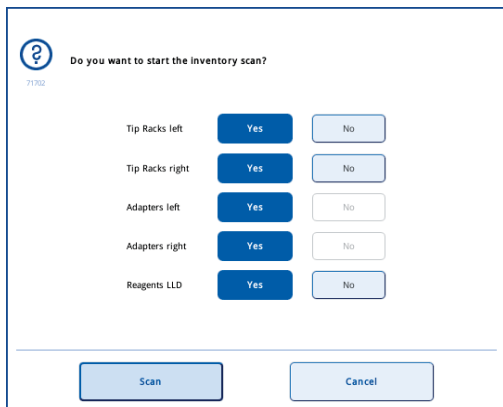 Do you want to start the inventory scan?
71702
Tip Racks left Yes No
Tip Racks right Yes No
Adapters left Yes No
Adapters right Yes No
Reagents LLD Yes No
Scan Cancel